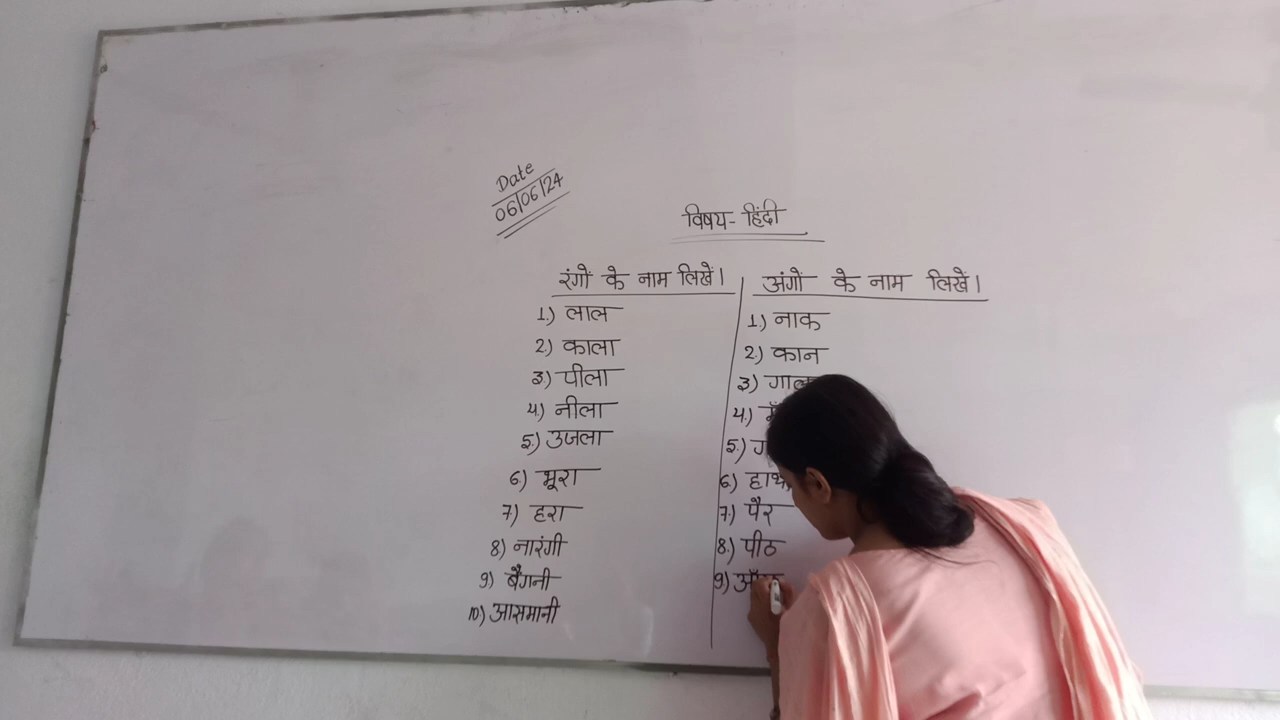 Date
06/06/24
विषय- हिंदी
रंगों के नाम लिखें।
1.) लाल
2.) काला
3.) पीला
4.) नीला
5.) उजला
6.) भूरा
7.) हरा
8.) नारंगी
9.) बैंगनी
10.) आसमानी
अंगों के नाम लिखें।
1.) नाक
2.) कान
3.) गाल
4.)
5.)
6.) हाथ
7.) पैर
8.) पीठ
9.)